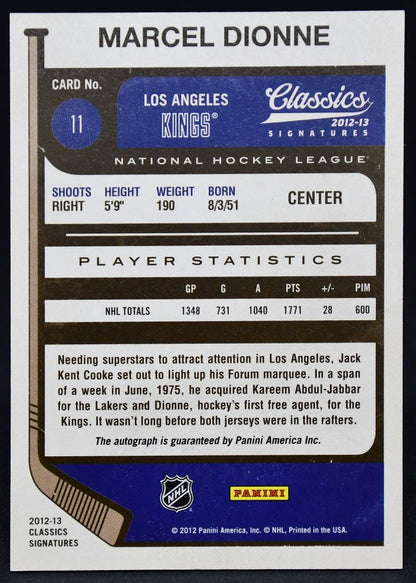 MARCEL DIONNE
CARD No.
11
LOS ANGELES
KINGS®
Classics
2012-13
SIGNATURES
NATIONAL HOCKEY LEAGUE®
SHOOTS HEIGHT WEIGHT BORN
RIGHT 5'9" 190 8/3/51
CENTER
PLAYER STATISTICS
GP G A PTS +/- PIM
NHL TOTALS 1348 731 1040 1771 28 600
Needing superstars to attract attention in Los Angeles, Jack
Kent Cooke set out to light up his Forum marquee. In a span
of a week in June, 1975, he acquired Kareem Abdul-Jabbar
for the Lakers and Dionne, hockey's first free agent, for the
Kings. It wasn't long before both jerseys were in the rafters.
The autograph is guaranteed by Panini America Inc.
NHL
PANINI
2012-13
CLASSICS
SIGNATURES
© 2012 Panini America, Inc. © NHL, Printed in the USA.